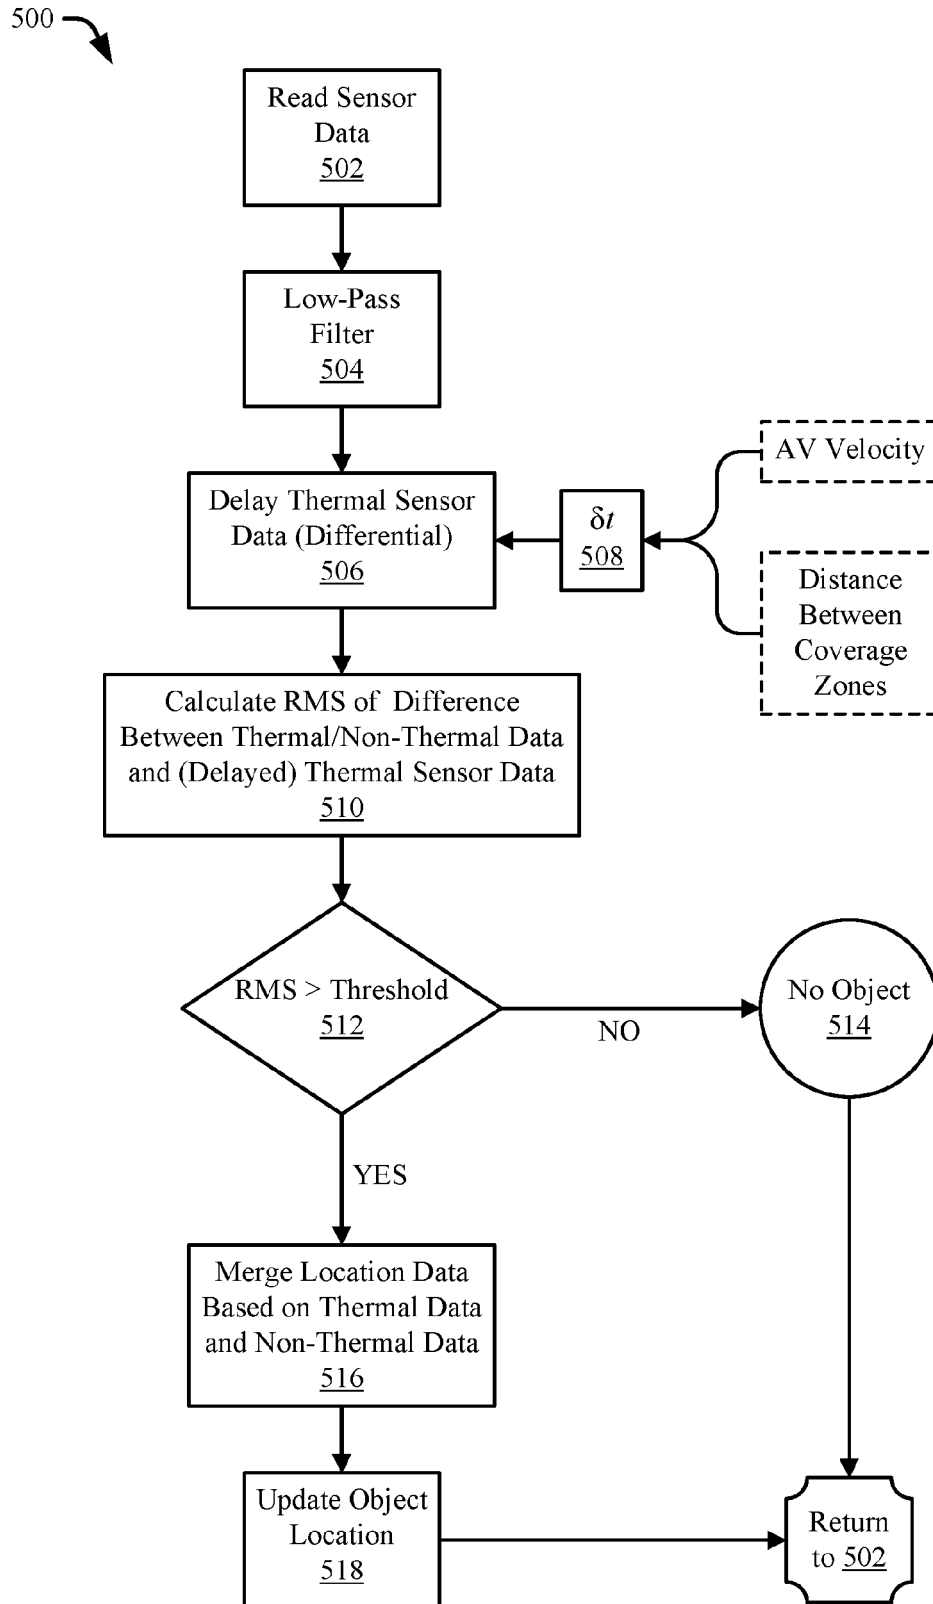 500
Read Sensor
Data
502
Low-Pass
Filter
504
Delay Thermal Sensor
Data (Differential)
506
δt
508
AV Velocity
Distance
Between
Coverage
Zones
Calculate RMS of Difference
Between Thermal/Non-Thermal Data
and (Delayed) Thermal Sensor Data
510
RMS > Threshold
512
NO
No Object
514
YES
Merge Location Data
Based on Thermal Data
and Non-Thermal Data
516
Update Object
Location
518
Return
to 502